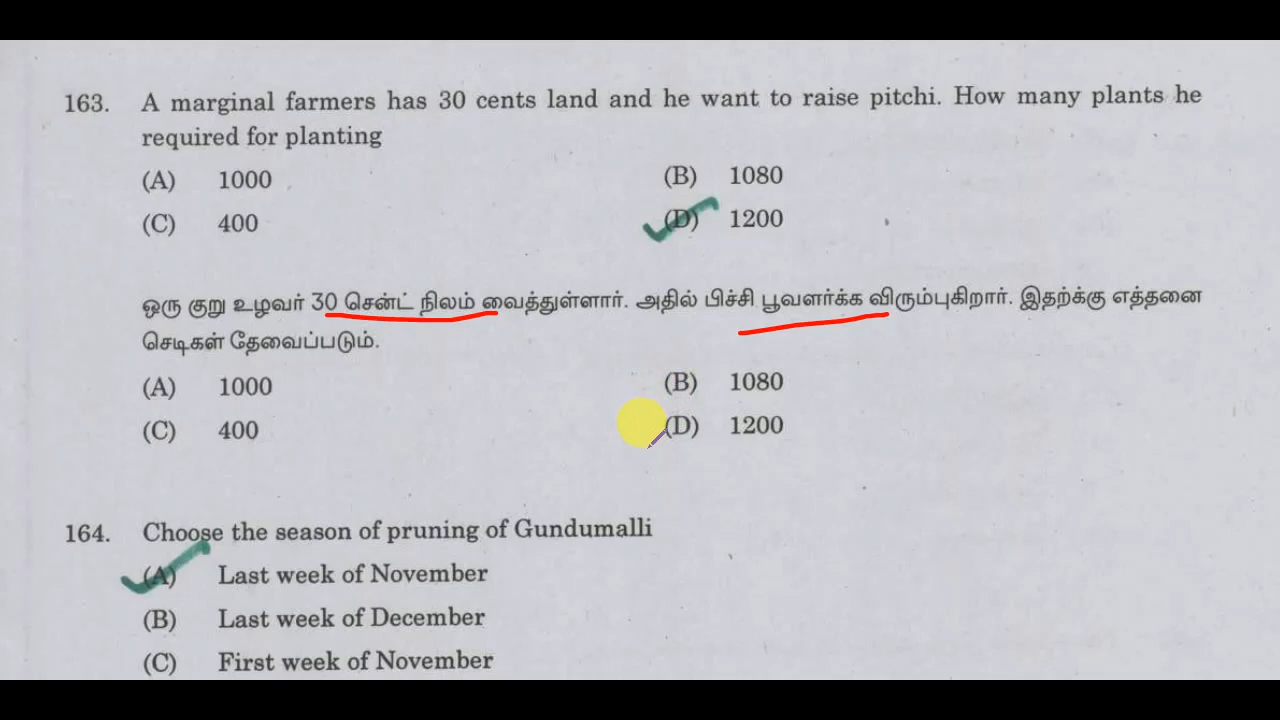 163. A marginal farmers has 30 cents land and he want to raise pitchi. How many plants he
required for planting
(A) 1000 (B) 1080
(C) 400 (D) 1200
ஒரு குறு உழவர் 30 சென்ட் நிலம் வைத்துள்ளார். அதில் பிச்சி பூவளர்க்க விரும்புகிறார். இதற்க்கு எத்தனை
செடிகள் தேவைப்படும்.
(A) 1000 (B) 1080
(C) 400 (D) 1200
164. Choose the season of pruning of Gundumalli
(A) Last week of November
(B) Last week of December
(C) First week of November